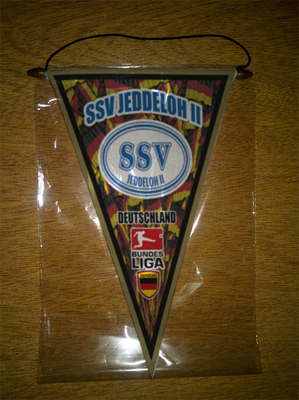 SSV JEDDELOH II
SSV
JEDDELOH II
DEUTSCHLAND
BUNDES
LIGA